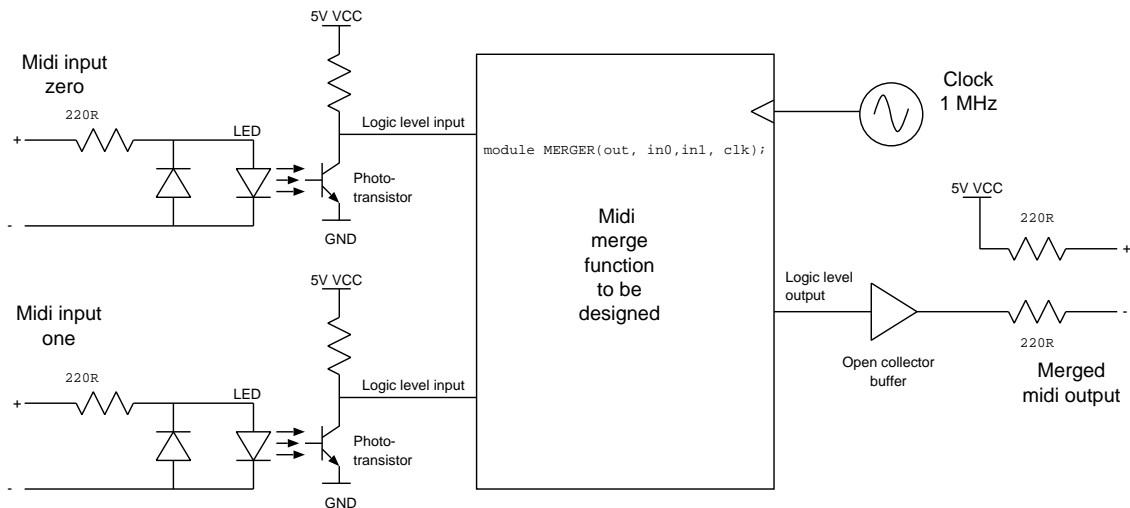 5V VCC
Midi input
zero
220R
+
LED
Logic level input
Photo-
transistor
-
GND
module MERGER(out, in0,in1, clk);
Clock
1 MHz
Midi
merge
function
to be
designed
5V VCC
220R
+
Logic level
output
-
220R
Open collector
buffer
Merged
midi output
5V VCC
Midi input
one
220R
+
LED
Logic level input
Photo-
transistor
-
GND